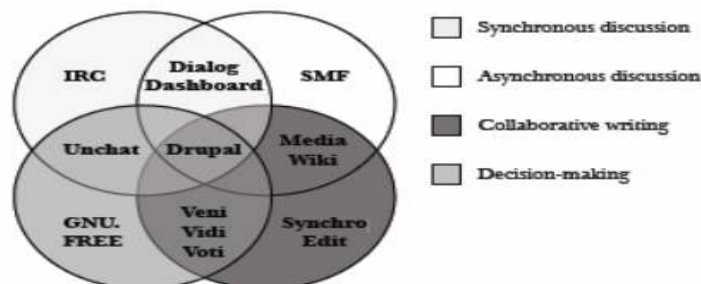 IRC
Dialog
Dashboard
SMF
Unchat
Drupal
Media
Wiki
GNU.
FREE
Veni
Vidi
Voti
Synchro
Edit
Synchronous discussion
Asynchronous discussion
Collaborative writing
Decision-making